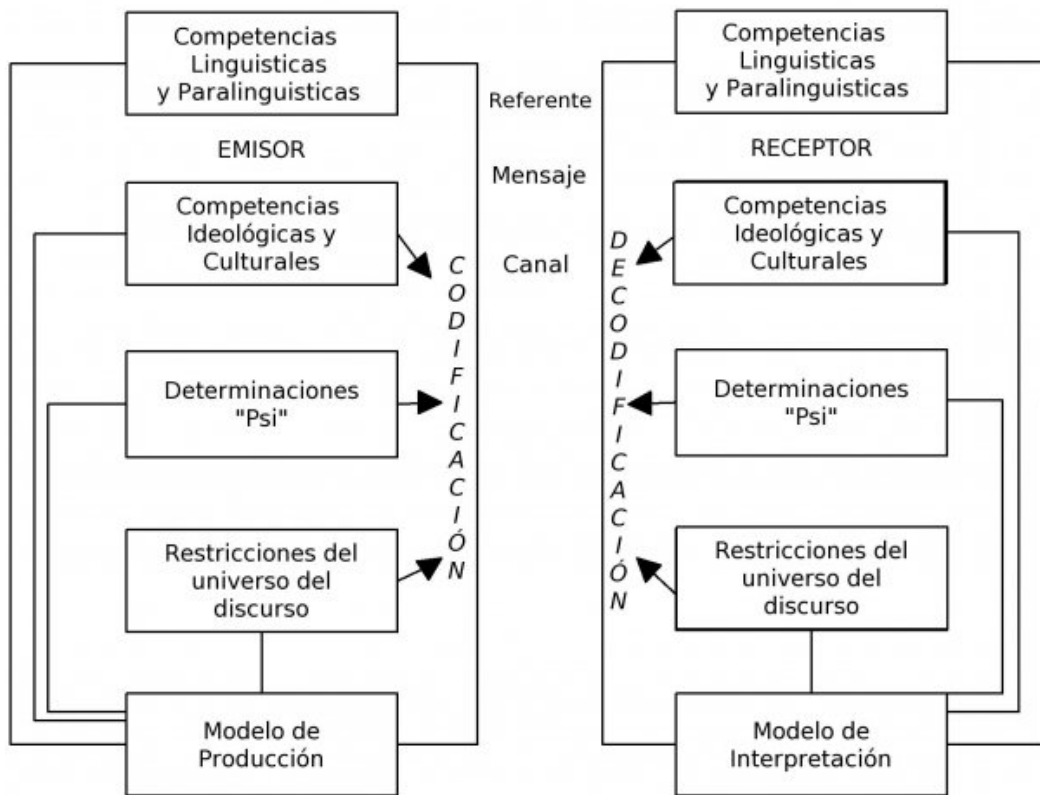 Competencias
Linguisticas
y Paralinguisticas
EMISOR
Competencias
Ideológicas y
Culturales
Determinaciones
"Psi"
Restricciones del
universo del
discurso
Modelo de
Producción
CODIFICACIÓN
Referente
Mensaje
Canal
DECODIFICACIÓN
Competencias
Linguisticas
y Paralinguisticas
RECEPTOR
Competencias
Ideológicas y
Culturales
Determinaciones
"Psi"
Restricciones del
universo del
discurso
Modelo de
Interpretación